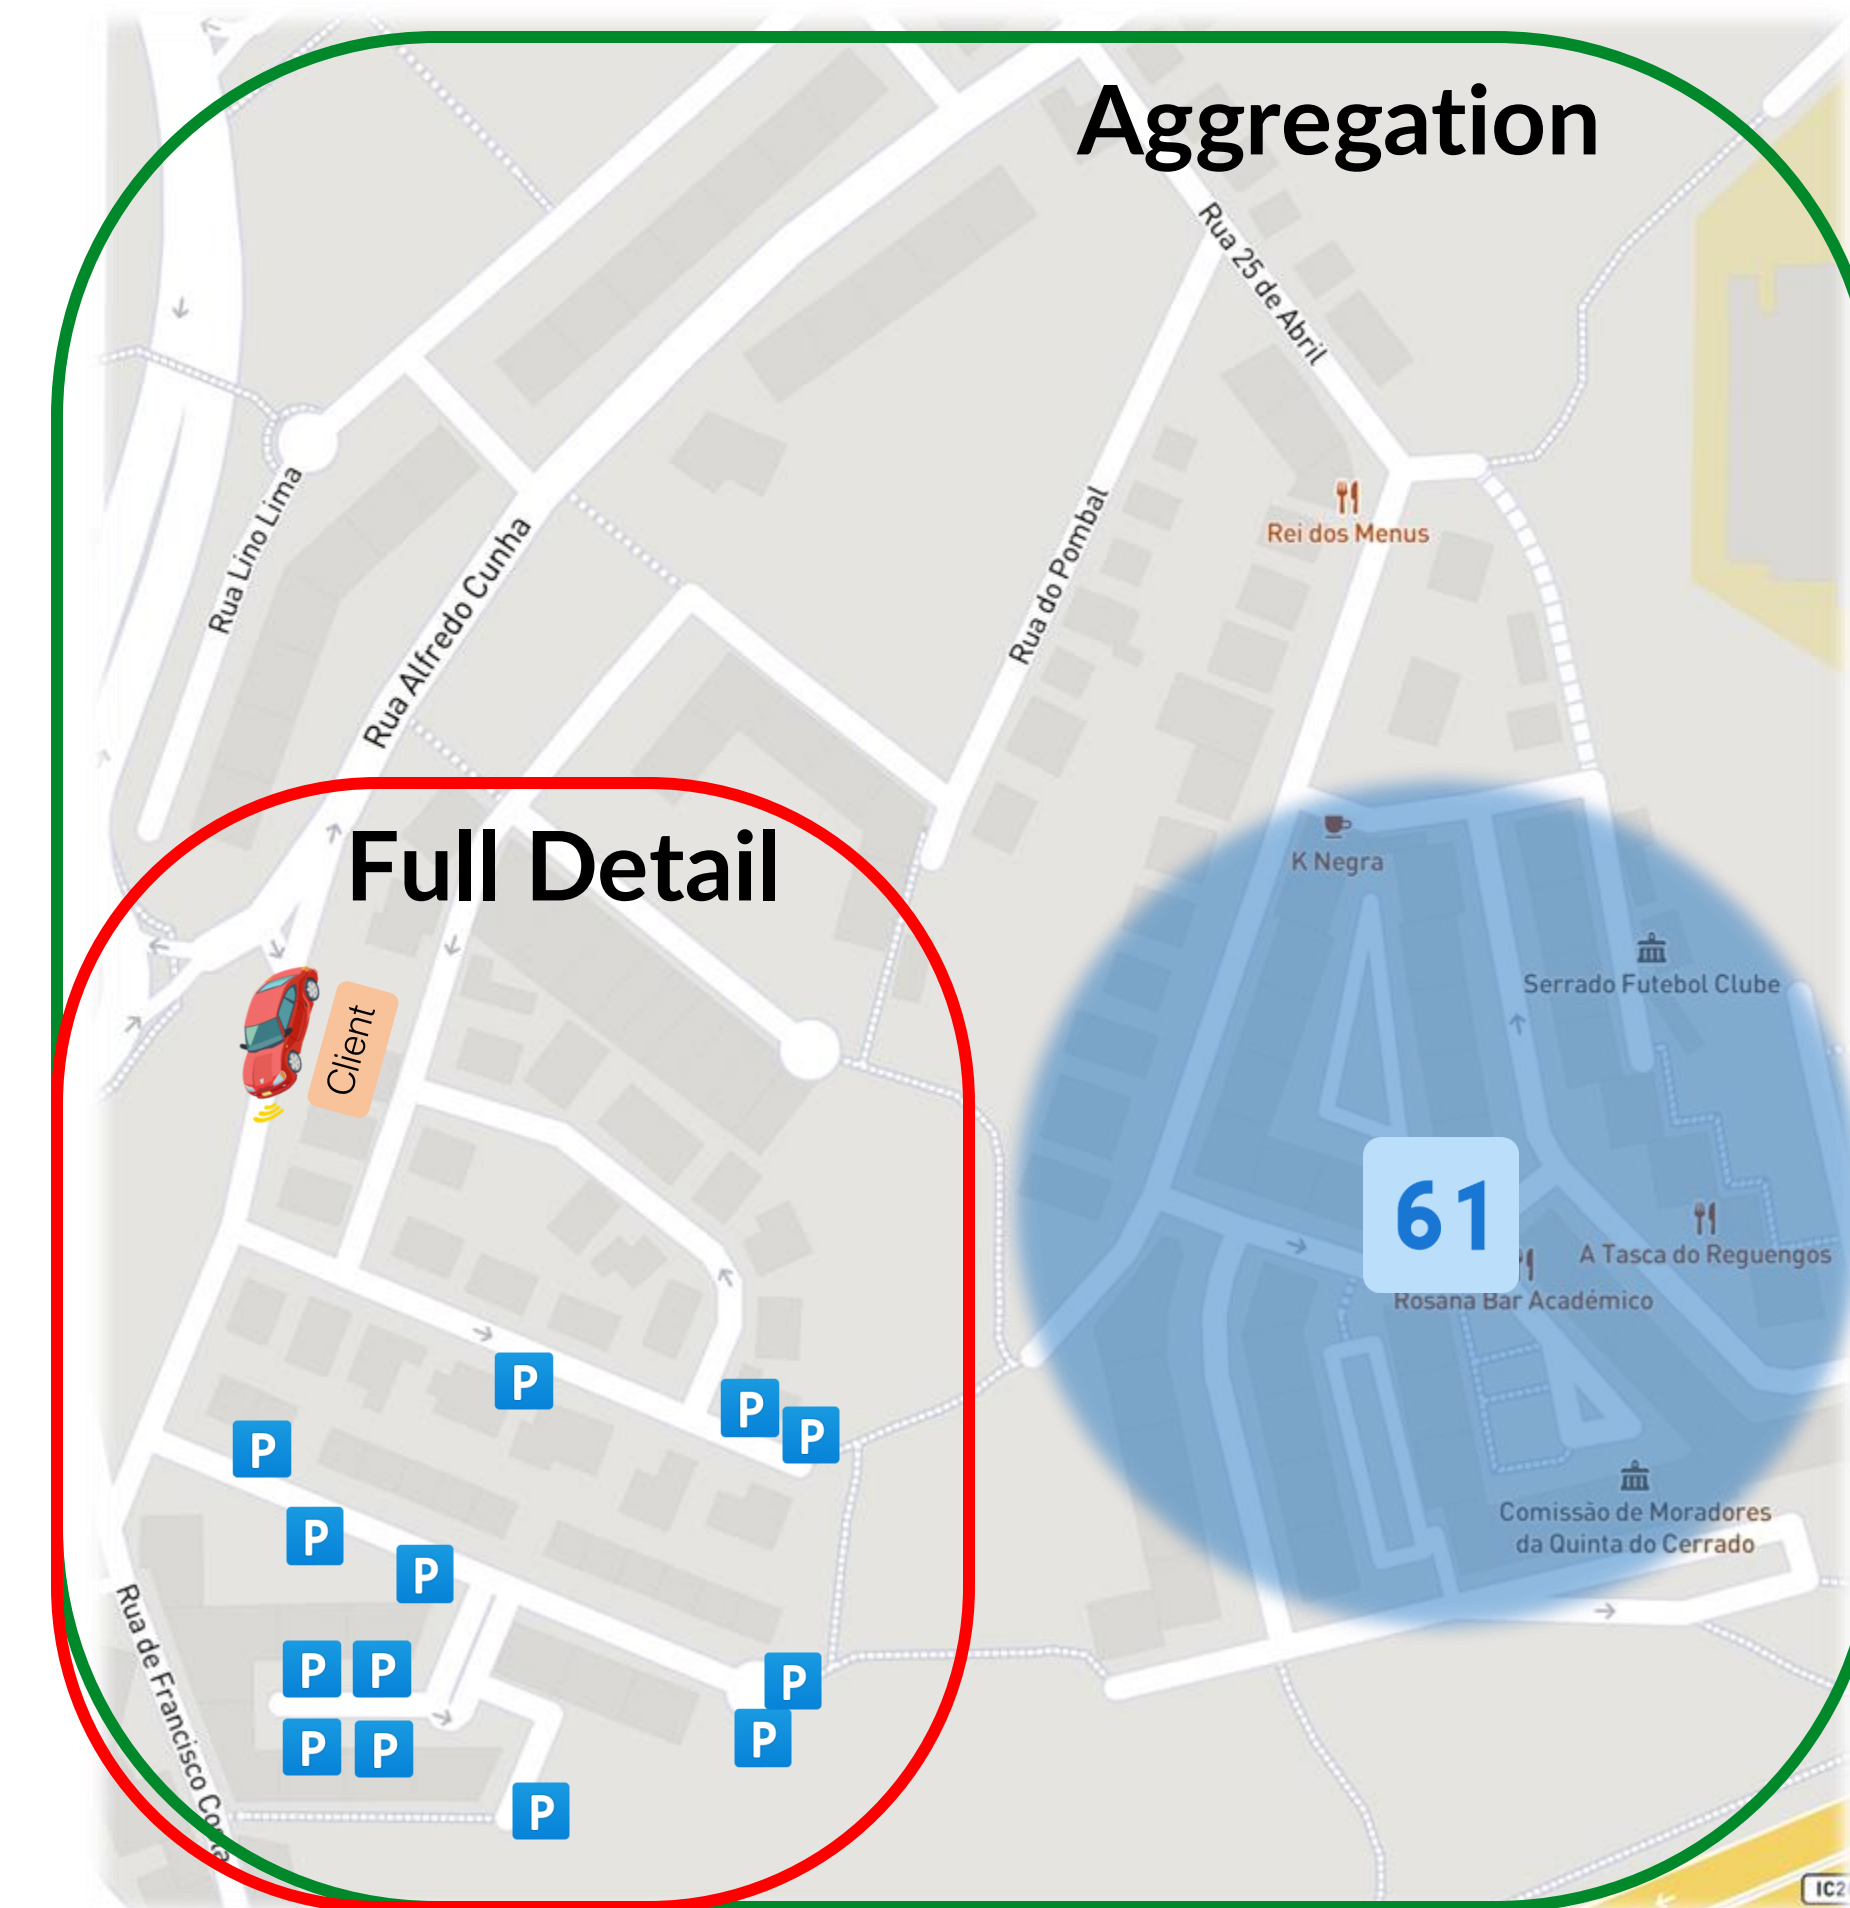 Aggregation
Rua 25 de Abril
Rei dos Menus
Rua Lino Lima
Rua Alfredo Cunha
Rua do Pombal
Full Detail
K Negra
Serrado Futebol Clube
Client
61
A Tasca do Reguengos
Rosana Bar Académico
P
P
P
P
P
P
Comissão de Moradores
da Quinta do Cerrado
Rua de Francisco Costa
P
P
P
P
P
P
P
IC2